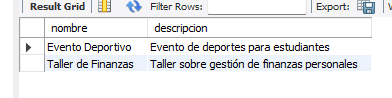 Result Grid Filter Rows: Export:
nombre descripcion
Evento Deportivo Evento de deportes para estudiantes
Taller de Finanzas Taller sobre gestión de finanzas personales